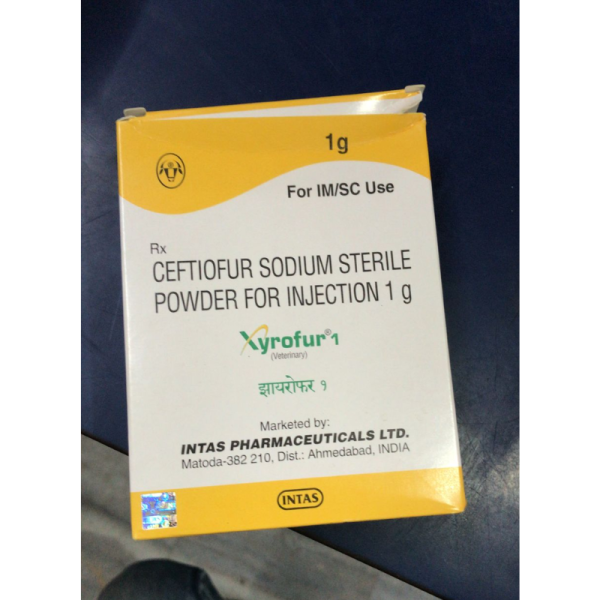 1g
For IM/SC Use
Rx
CEFTIOFUR SODIUM STERILE
POWDER FOR INJECTION 1 g
Xyrofur® 1
(Veterinary)
झायरोफर १
Marketed by:
INTAS PHARMACEUTICALS LTD.
Matoda-382 210, Dist.: Ahmedabad, INDIA
INTAS